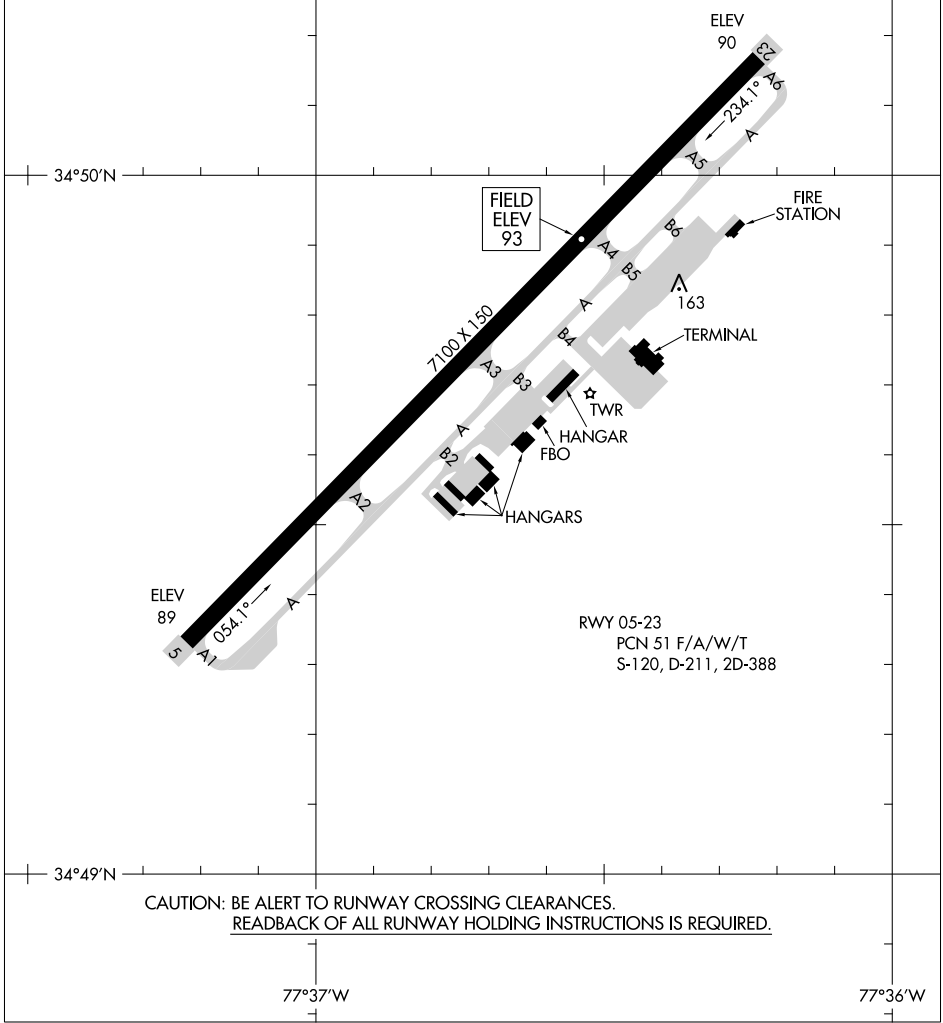 ELEV
90
23
A6
234.1°
A
A5
34°50'N
FIELD
ELEV
93
FIRE
STATION
B6
A4
B5
163
A
7100 X 150
B4
TERMINAL
A3
B3
TWR
HANGAR
A
FBO
B2
A2
HANGARS
ELEV
89
054.1°
A
RWY 05-23
PCN 51 F/A/W/T
S-120, D-211, 2D-388
5
A1
34°49'N
CAUTION: BE ALERT TO RUNWAY CROSSING CLEARANCES.
READBACK OF ALL RUNWAY HOLDING INSTRUCTIONS IS REQUIRED.
77°37'W
77°36'W